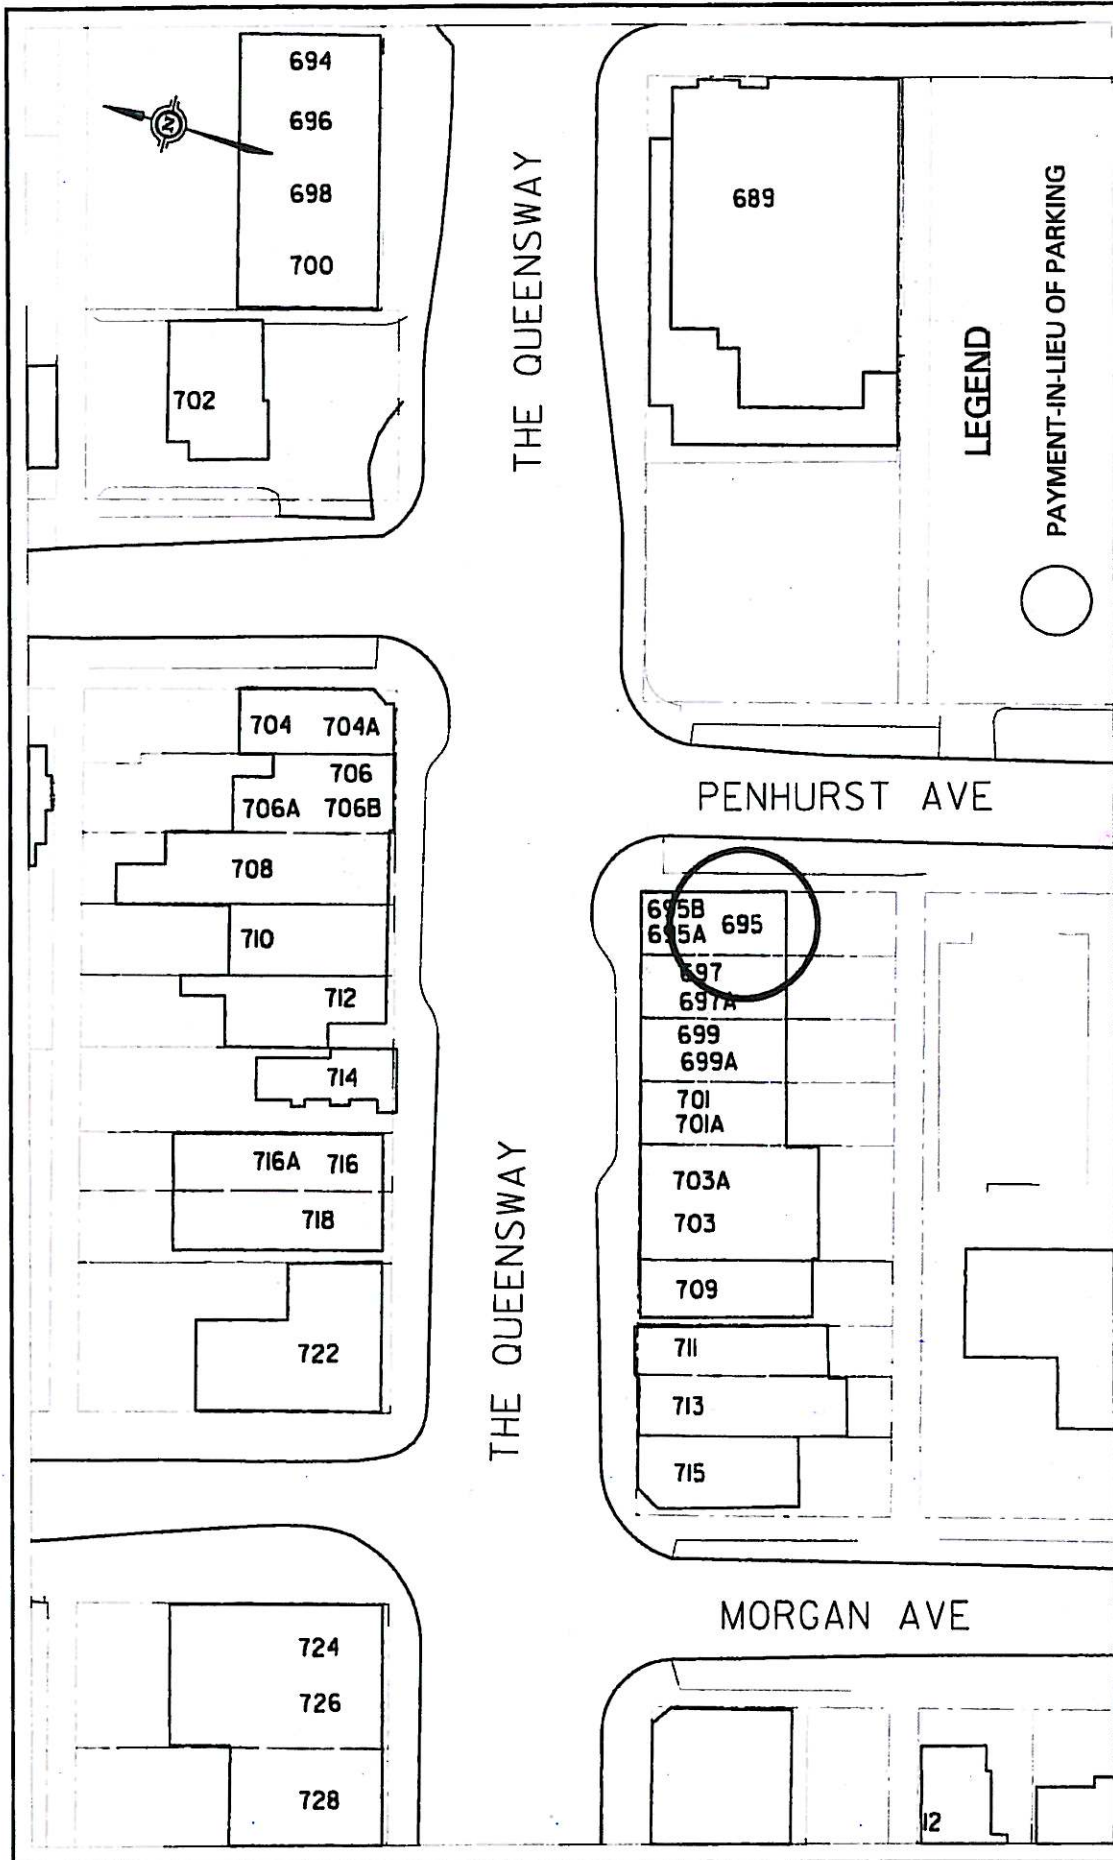 694
696
698
700
N
702
THE QUEENSWAY
689
LEGEND
PAYMENT-IN-LIEU OF PARKING
704 704A
706
706A 706B
708
710
712
714
716A 716
718
722
724
726
728
THE QUEENSWAY
PENHURST AVE
695B
695A 695
697
697A
699
699A
701
701A
703A
703
709
711
713
715
MORGAN AVE
12